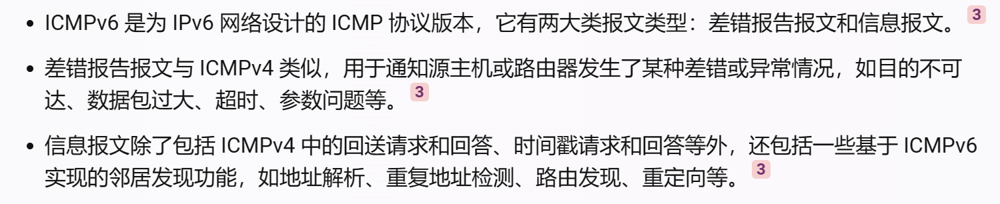 • ICMPv6 是为 IPv6 网络设计的 ICMP 协议版本，它有两大类报文类型：差错报告报文和信息报文。 3
• 差错报告报文与 ICMPv4 类似，用于通知源主机或路由器发生了某种差错或异常情况，如目的不可
达、数据包过大、超时、参数问题等。 3
• 信息报文除了包括 ICMPv4 中的回送请求和回答、时间戳请求和回答等外，还包括一些基于 ICMPv6
实现的邻居发现功能，如地址解析、重复地址检测、路由发现、重定向等。 3